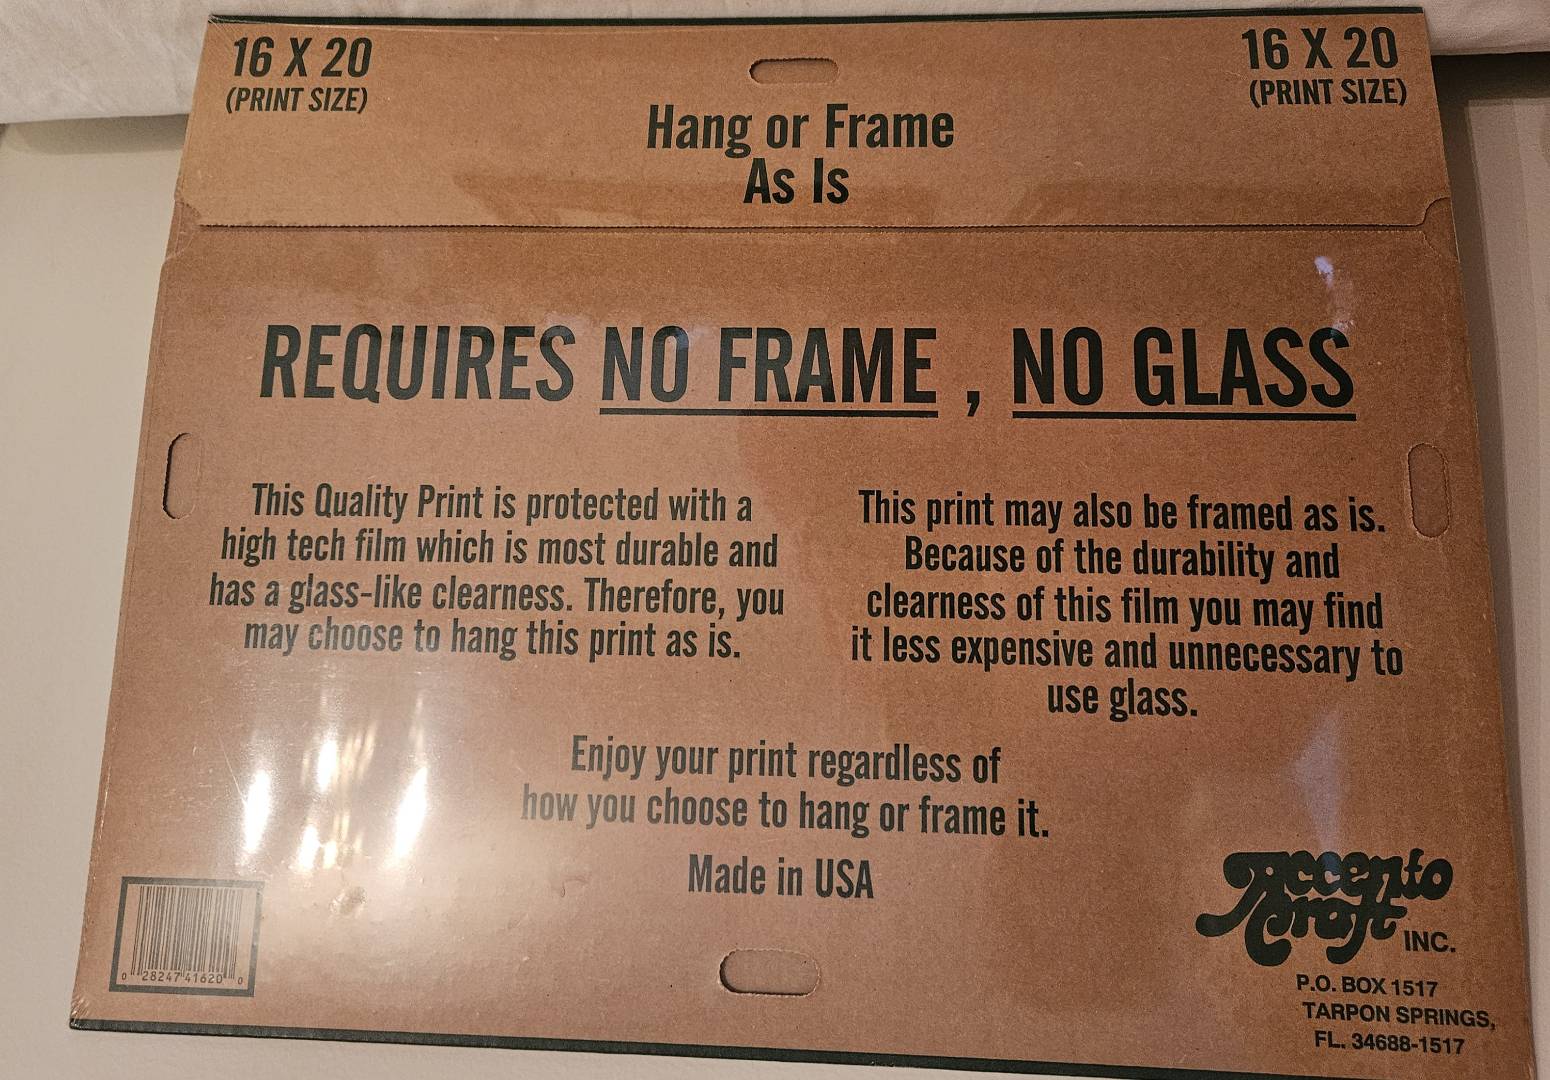 16 X 20
(PRINT SIZE)
16 X 20
(PRINT SIZE)
Hang or Frame
As Is
REQUIRES NO FRAME , NO GLASS
This Quality Print is protected with a
high tech film which is most durable and
has a glass-like clearness. Therefore, you
may choose to hang this print as is.
This print may also be framed as is.
Because of the durability and
clearness of this film you may find
it less expensive and unnecessary to
use glass.
Enjoy your print regardless of
how you choose to hang or frame it.
Made in USA
0 28247 41620 0
Accento
Craft INC.
P.O. BOX 1517
TARPON SPRINGS,
FL. 34688-1517